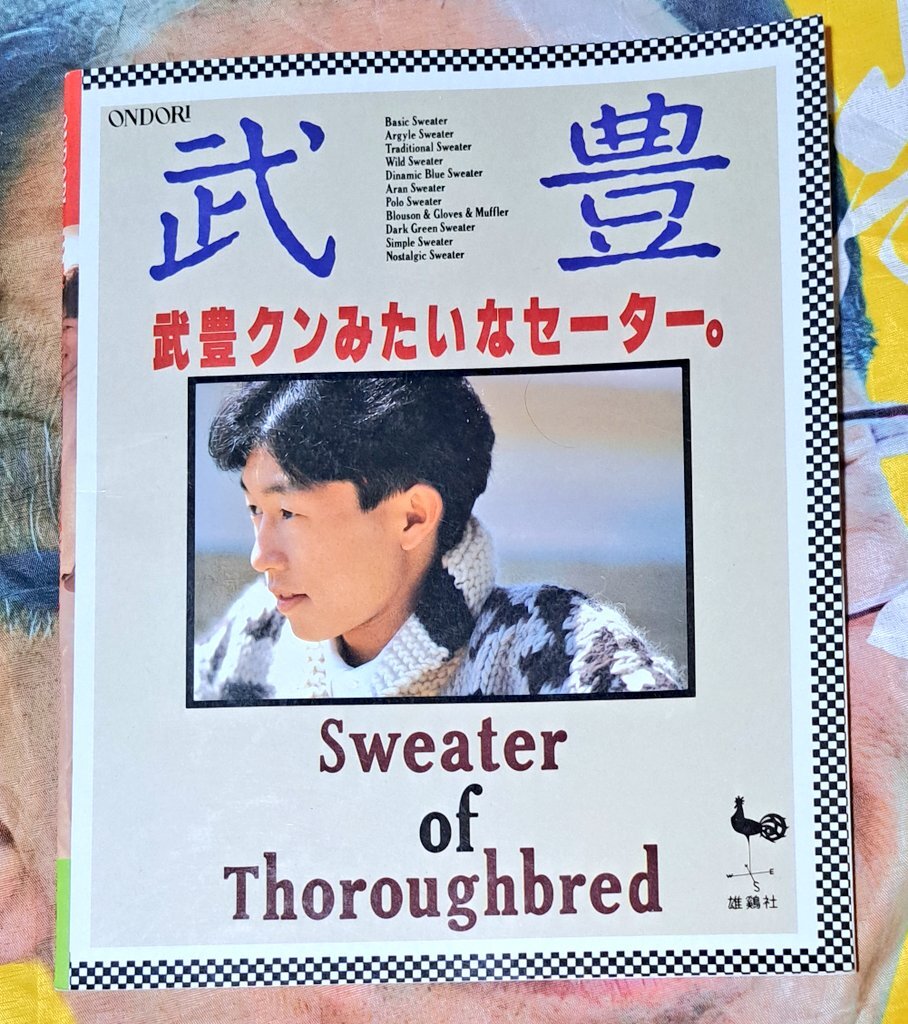 ONDORI
武 豊
Basic Sweater
Argyle Sweater
Traditional Sweater
Wild Sweater
Dinamic Blue Sweater
Aran Sweater
Polo Sweater
Blouson & Gloves & Muffler
Dark Green Sweater
Simple Sweater
Nostalgic Sweater
武豊クンみたいなセーター。
Sweater
of
Thoroughbred
W E
S
雄鷄社